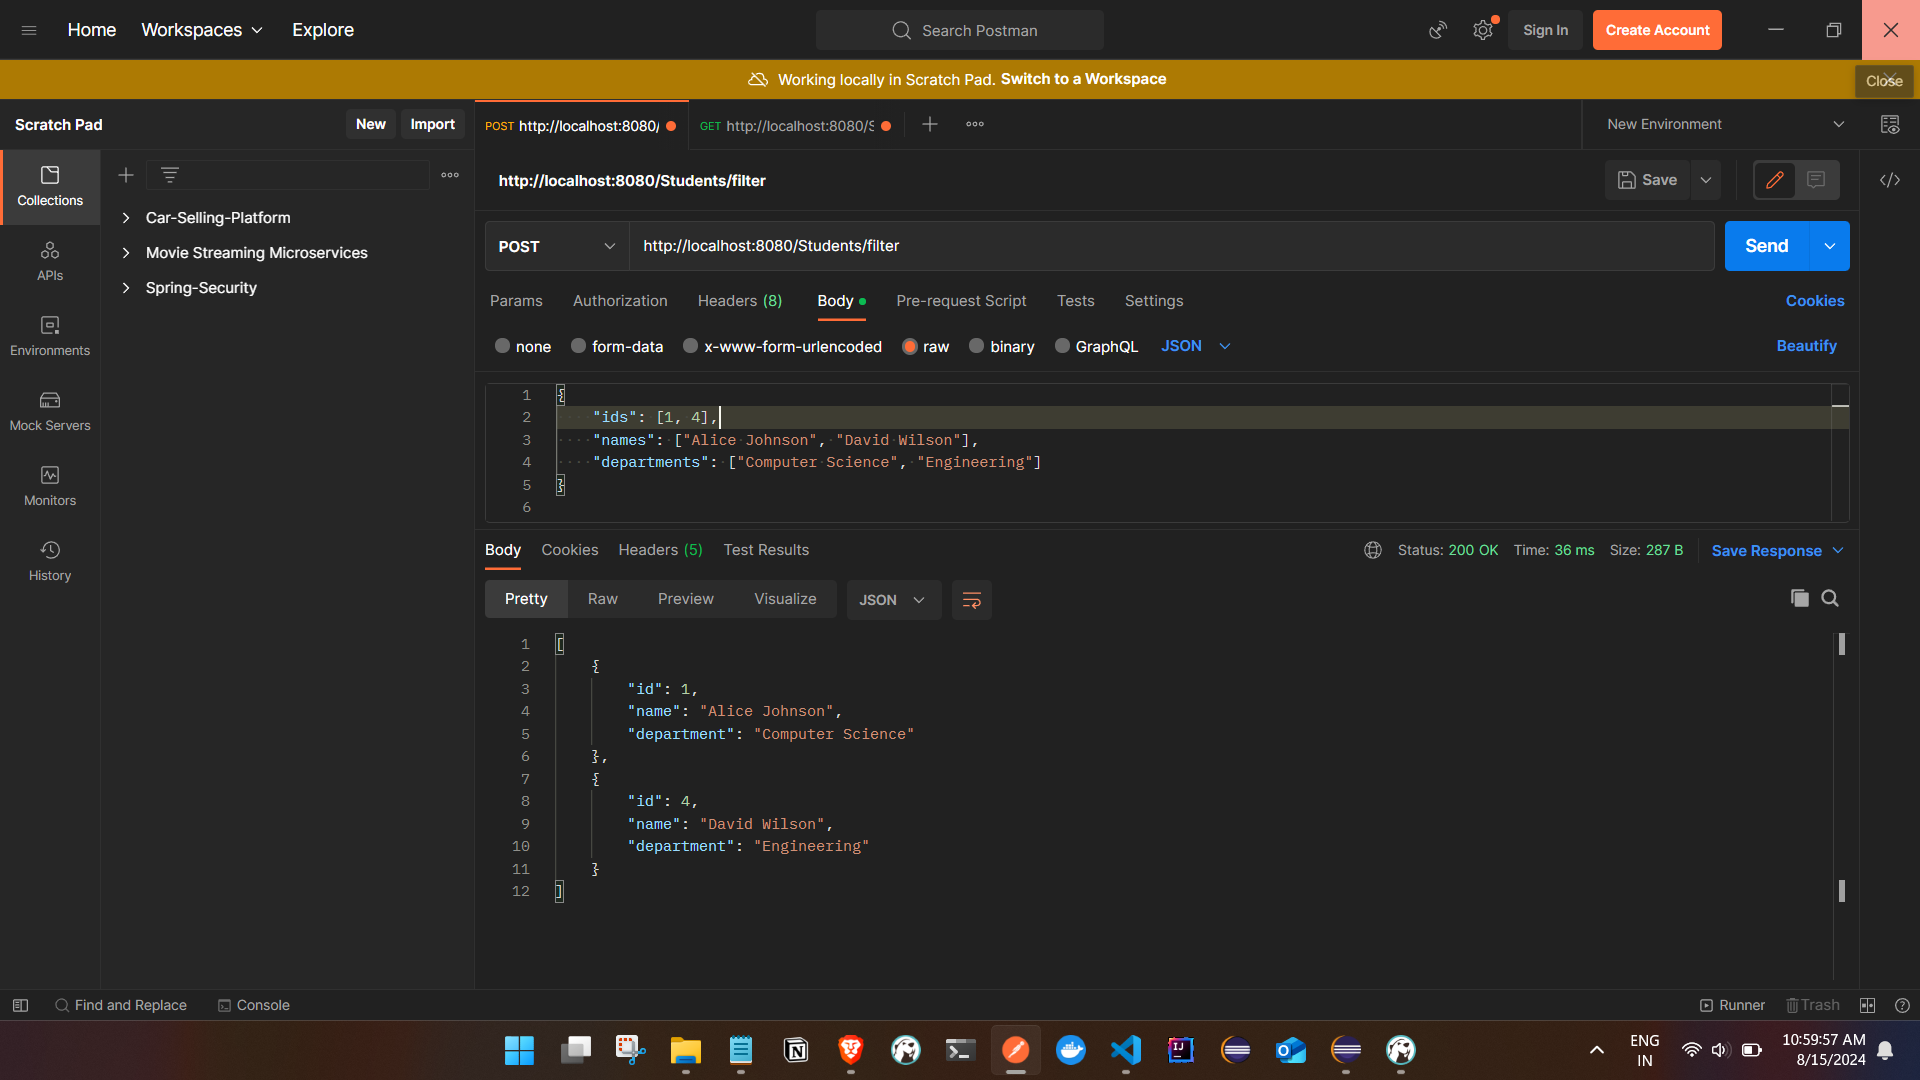 Home Workspaces Explore Search Postman Sign In Create Account
Working locally in Scratch Pad. Switch to a Workspace Close
Scratch Pad New Import POST http://localhost:8080/ GET http://localhost:8080/S New Environment
Collections
APIs
Environments
Mock Servers
Monitors
History
Car-Selling-Platform
Movie Streaming Microservices
Spring-Security
http://localhost:8080/Students/filter Save
POST http://localhost:8080/Students/filter Send
Params Authorization Headers (8) Body Pre-request Script Tests Settings Cookies
none form-data x-www-form-urlencoded raw binary GraphQL JSON Beautify
1 {
2 "ids": [1, 4],
3 "names": ["Alice Johnson", "David Wilson"],
4 "departments": ["Computer Science", "Engineering"]
5 }
6
Body Cookies Headers (5) Test Results Status: 200 OK Time: 36 ms Size: 287 B Save Response
Pretty Raw Preview Visualize JSON
1 [
2 {
3 "id": 1,
4 "name": "Alice Johnson",
5 "department": "Computer Science"
6 },
7 {
8 "id": 4,
9 "name": "David Wilson",
10 "department": "Engineering"
11 }
12 ]
Find and Replace Console Runner Trash
ENG
IN
10:59:57 AM
8/15/2024